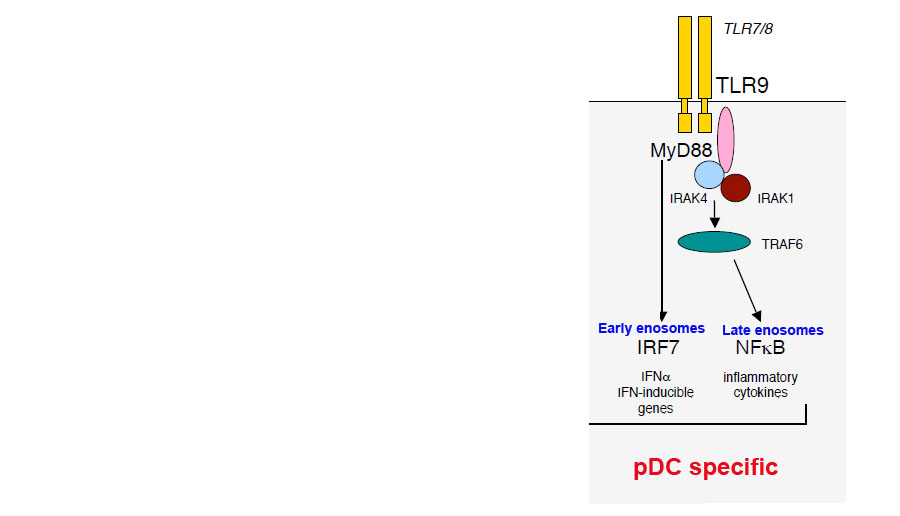 TLR7/8
TLR9
MyD88
IRAK4
IRAK1
TRAF6
Early enosomes
Late enosomes
IRF7
NFκB
IFNα
IFN-inducible
genes
inflammatory
cytokines
pDC specific